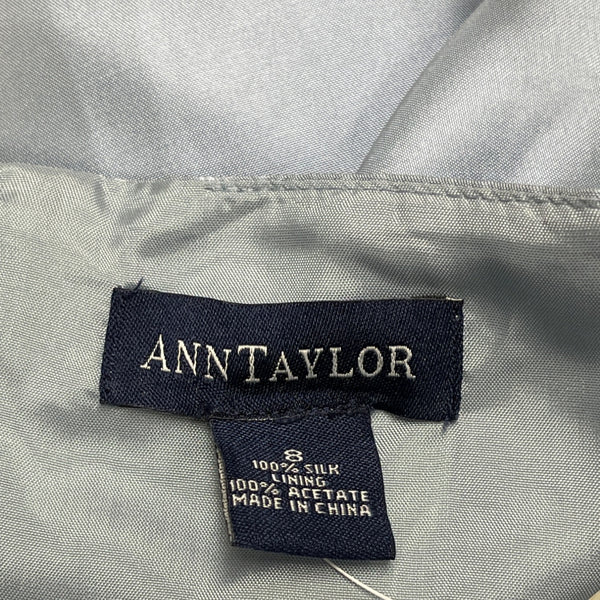 ANNTAYLOR
8
100% SILK
LINING
100% ACETATE
MADE IN CHINA